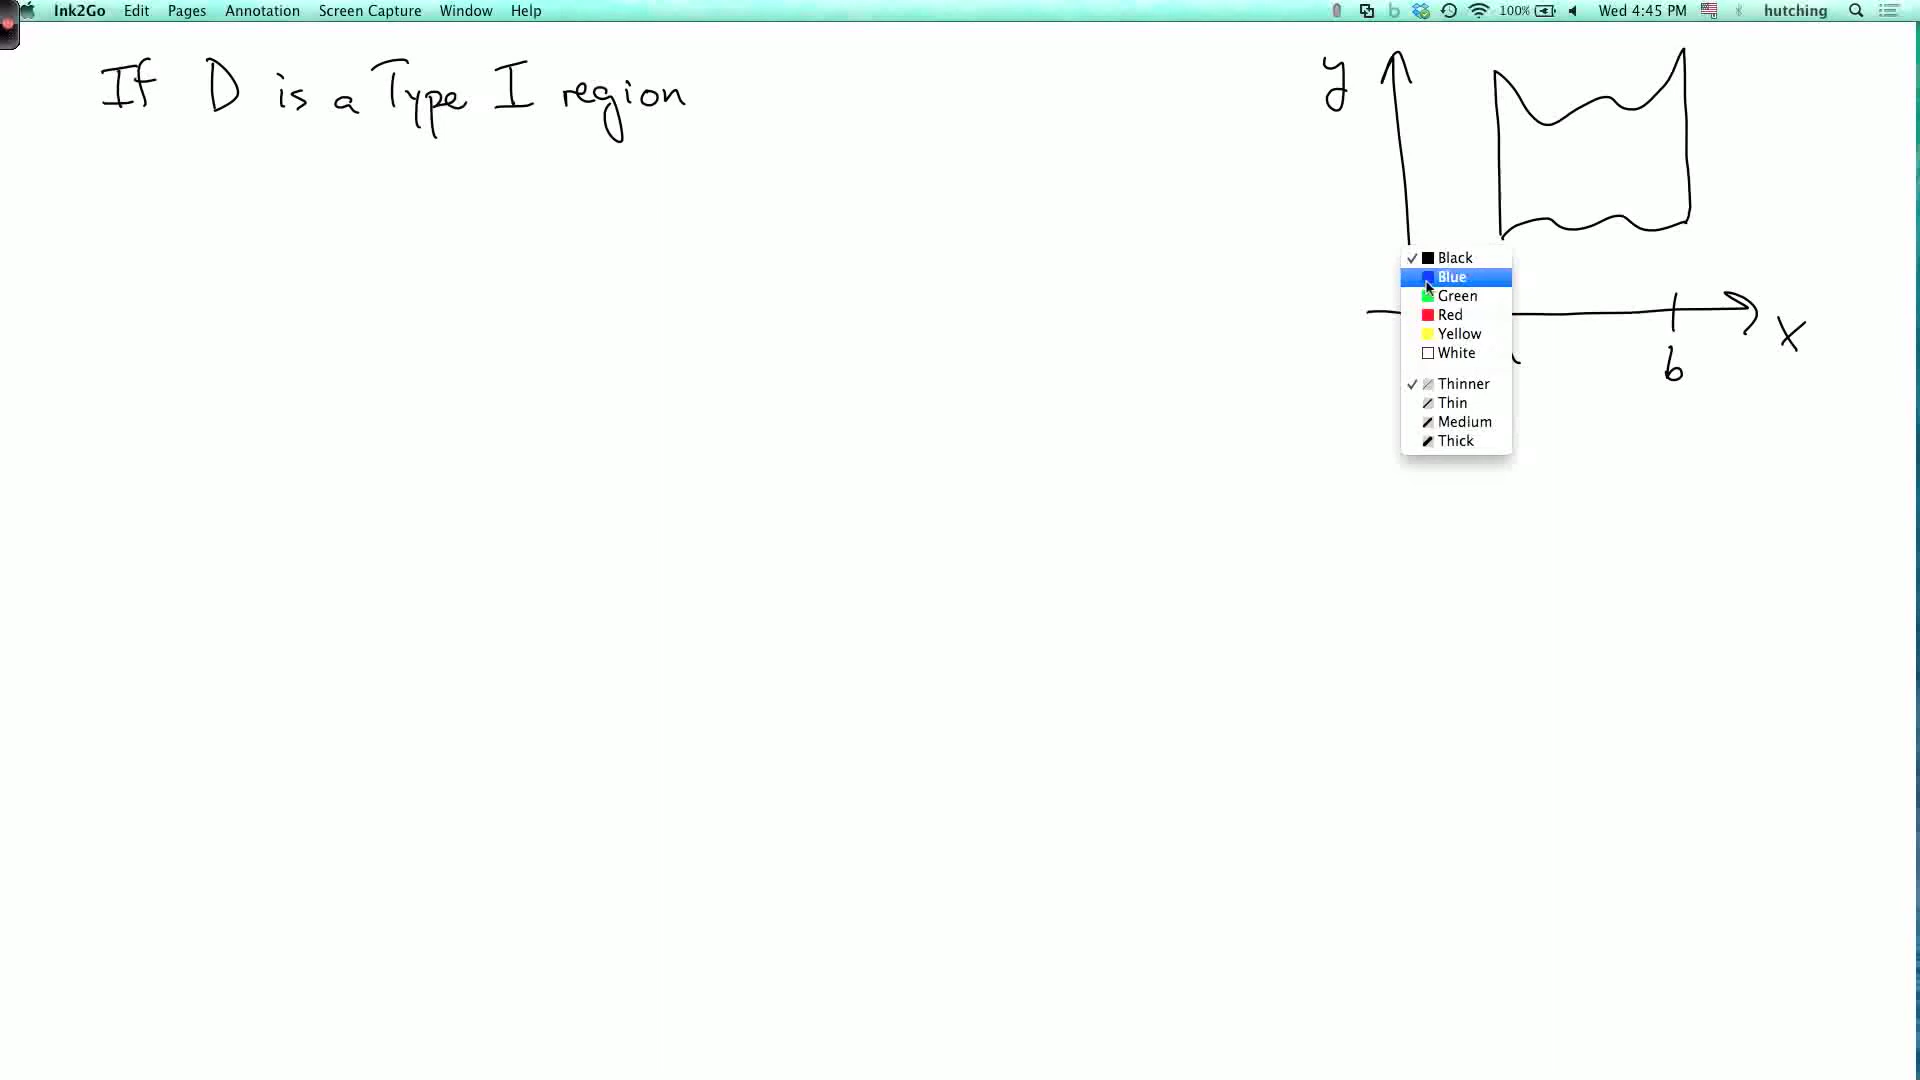 Ink2Go Edit Pages Annotation Screen Capture Window Help 100% Wed 4:45 PM hutching
If D is a Type I region
y
Black
Blue
Green
Red
Yellow
White
Thinner
Thin
Medium
Thick
b
x